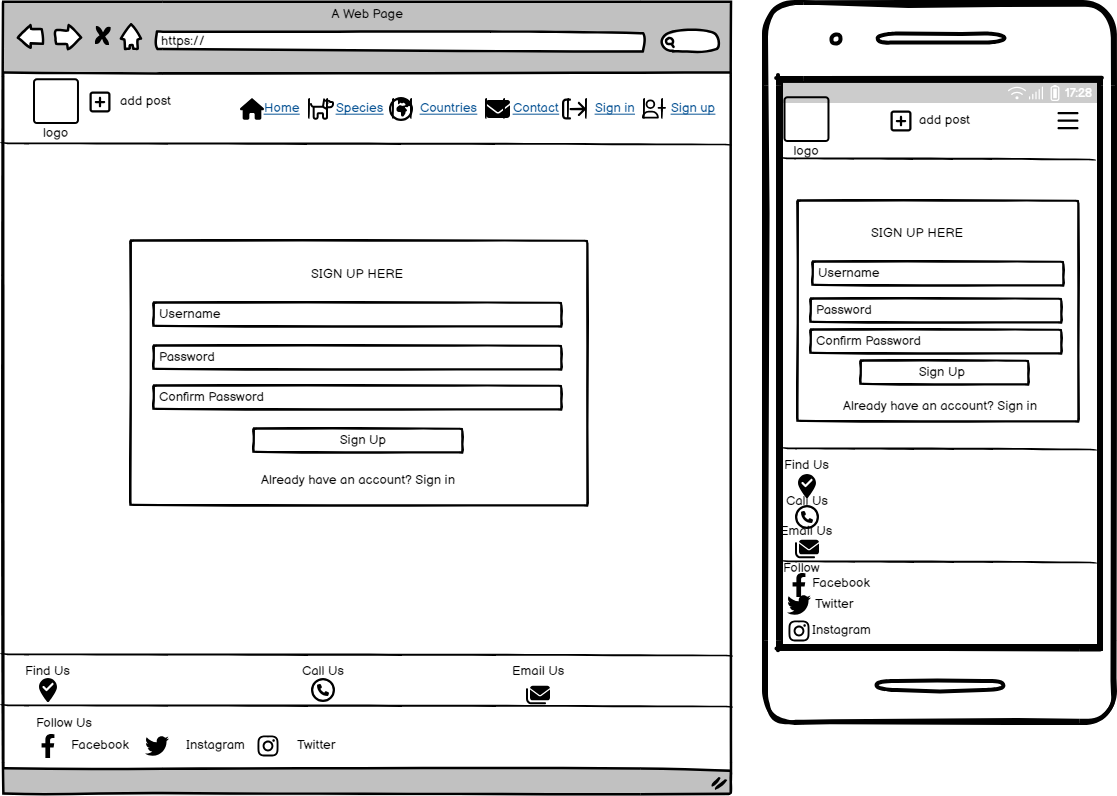 A Web Page
https://
add post
Home Species Countries Contact Sign in Sign up
logo
SIGN UP HERE
Username
Password
Confirm Password
Sign Up
Already have an account? Sign in
Find Us Call Us Email Us
Follow Us
Facebook Instagram Twitter
17:28
add post
logo
SIGN UP HERE
Username
Password
Confirm Password
Sign Up
Already have an account? Sign in
Find Us
Call Us
Email Us
Follow
Facebook
Twitter
Instagram